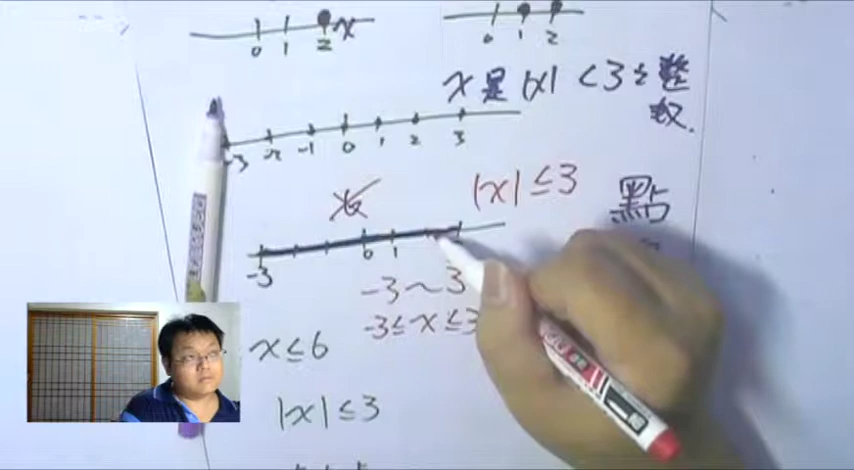 0 1 2 x
0 1 2
x是|x| <3之整
數.
-3 -2 -1 0 1 2 3
|x| ≤3
點
-3 0 1
-3~3
-3≤x≤3
x≤6
|x| ≤3